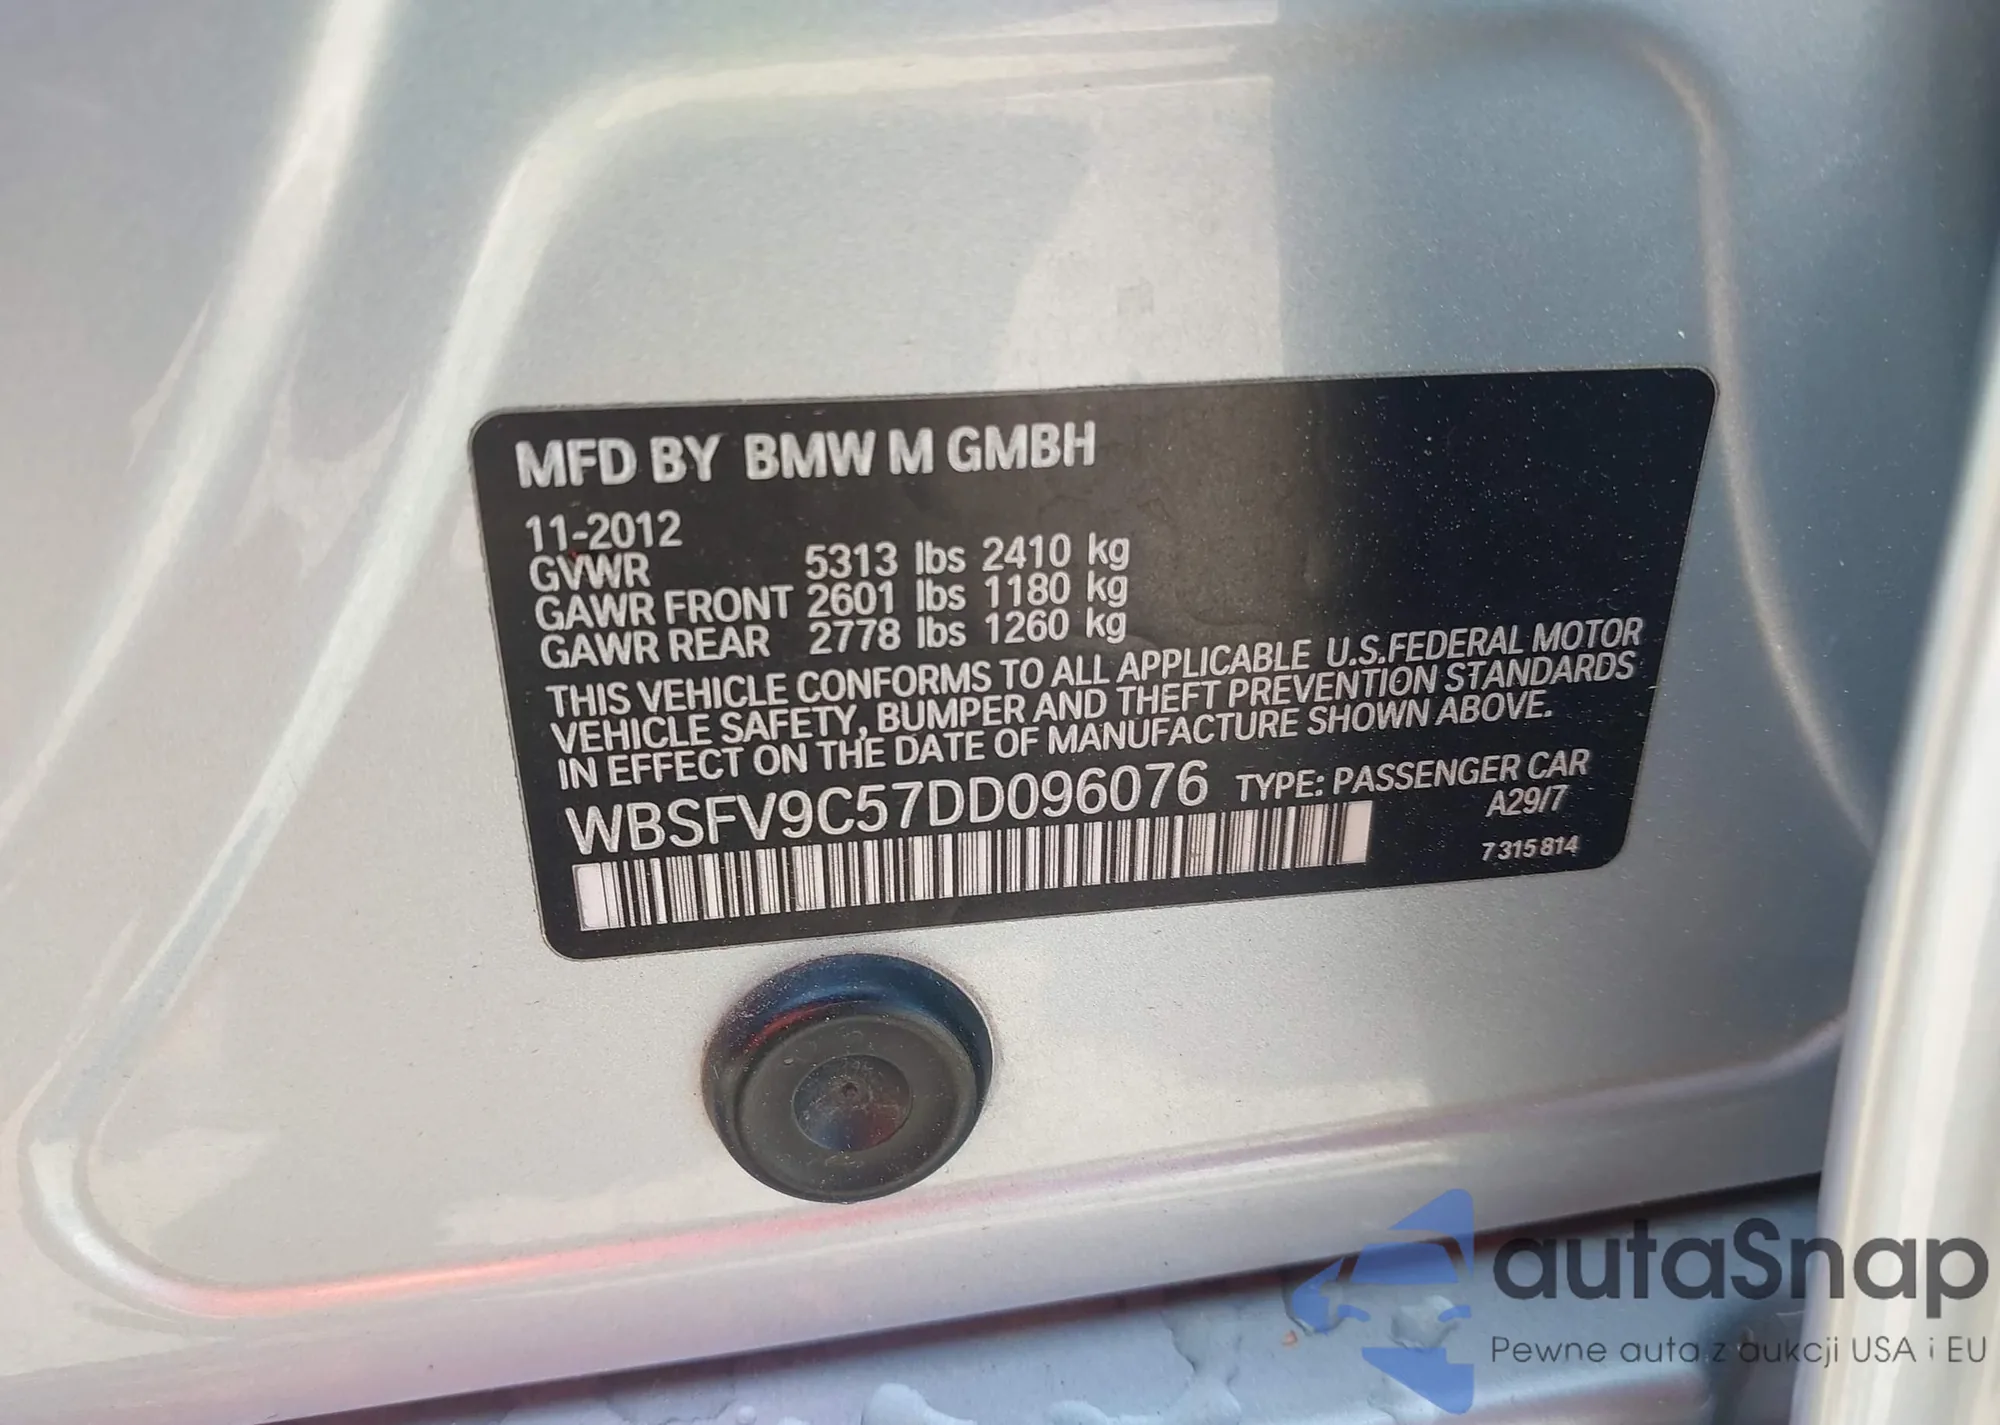 MFD BY BMW M GMBH
11-2012
GVWR 5313 lbs 2410 kg
GAWR FRONT 2601 lbs 1180 kg
GAWR REAR 2778 lbs 1260 kg
THIS VEHICLE CONFORMS TO ALL APPLICABLE U.S.FEDERAL MOTOR
VEHICLE SAFETY, BUMPER AND THEFT PREVENTION STANDARDS
IN EFFECT ON THE DATE OF MANUFACTURE SHOWN ABOVE.
WBSFV9C57DD096076 TYPE: PASSENGER CAR
A29/7
7 315 814
autaSnap
Pewne auta z aukcji USA i EU